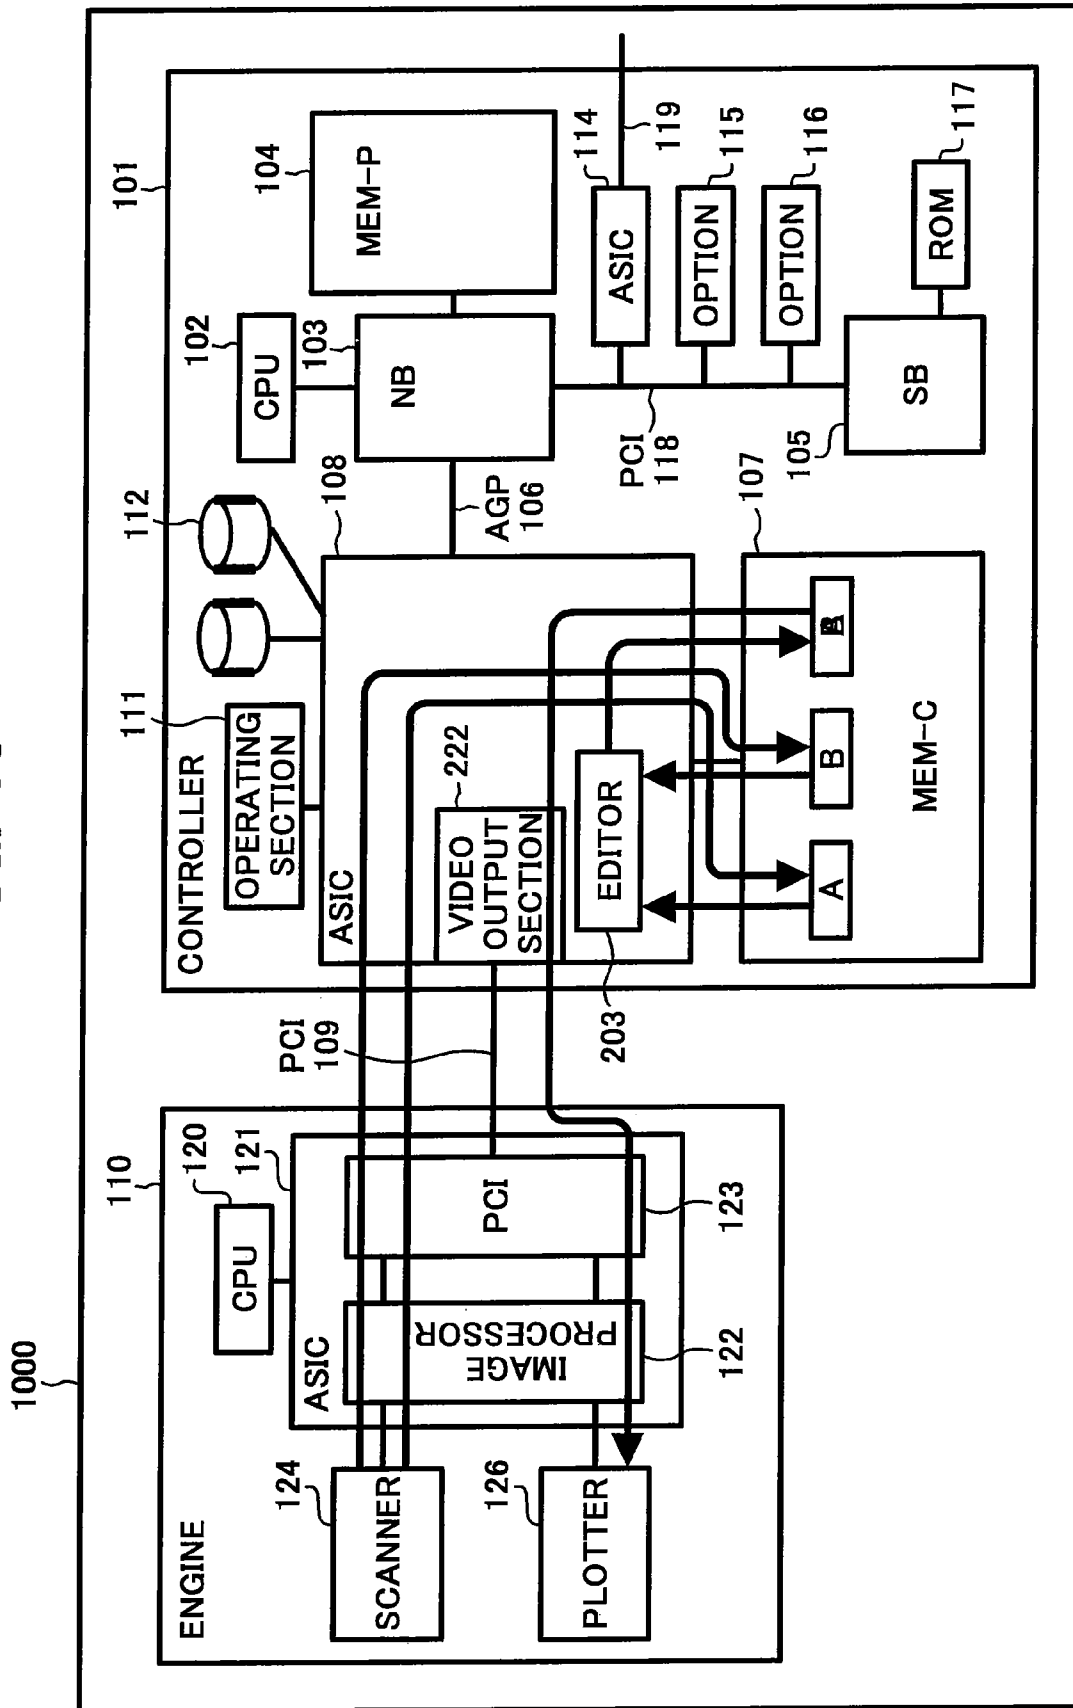 1000
110
ENGINE
120
CPU
121
ASIC
124
SCANNER
126
PLOTTER
IMAGE
PROCESSOR
122
PCI
123
PCI
109
101
CONTROLLER
111
OPERATING
SECTION
112
108
ASIC
222
VIDEO
OUTPUT
SECTION
EDITOR
203
102
CPU
103
NB
104
MEM-P
AGP
106
PCI
118
114
ASIC
119
115
OPTION
116
OPTION
117
ROM
105
SB
107
MEM-C
A
B